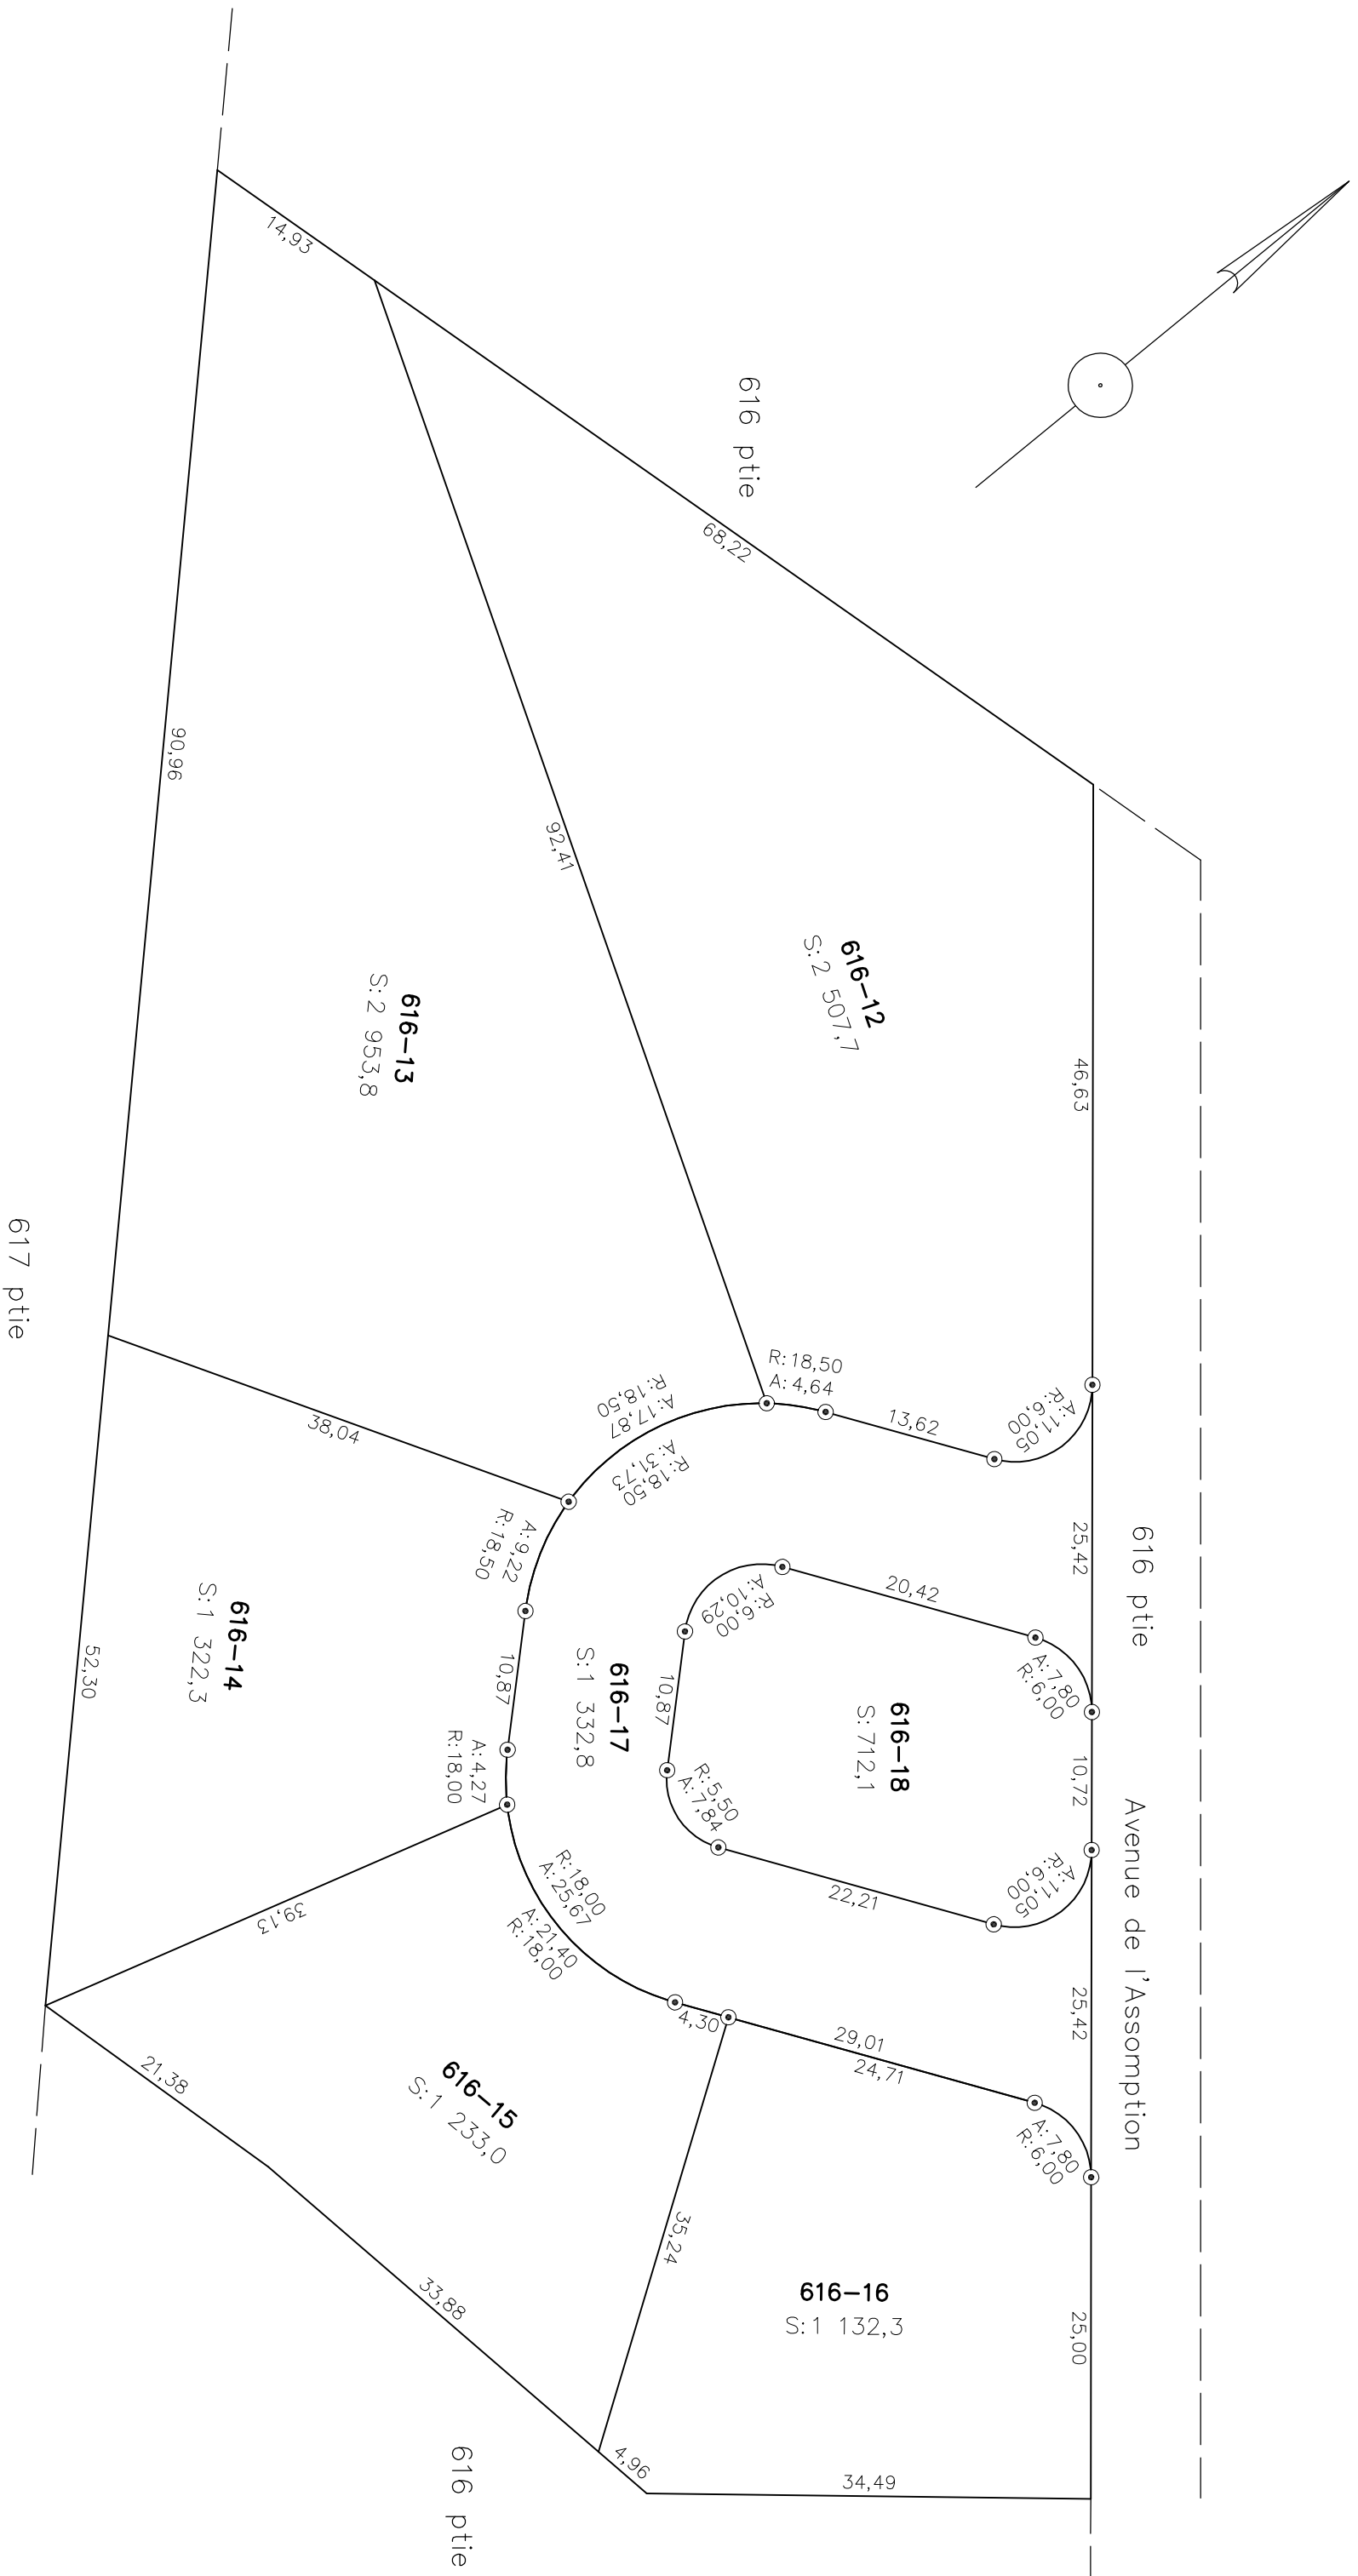 14,93
616 ptie
68,22
90,96
92,41
616-12
S: 2 507,7
616-13
S: 2 953,8
46,63
617 ptie
R: 18,50
A: 4,64
13,62
A: 11,05
R: 6,00
A: 17,87
R: 18,50
R: 18,50
A: 31,73
38,04
A: 9,22
R: 18,50
25,42
616 ptie
20,42
R: 6,00
A: 10,29
A: 7,80
R: 6,00
616-14
S: 1 322,3
52,30
10,87
616-17
S: 1 332,8
10,87
616-18
S: 712,1
10,72
Avenue de l'Assomption
A: 4,27
R: 18,00
R: 5,50
A: 7,84
39,13
R: 18,00
A: 25,67
A: 21,40
R: 18,00
22,21
A: 11,05
R: 6,00
25,42
4,30
29,01
24,71
21,38
616-15
S: 1 233,0
A: 7,80
R: 6,00
35,24
33,88
616-16
S: 1 132,3
25,00
4,96
34,49
616 ptie